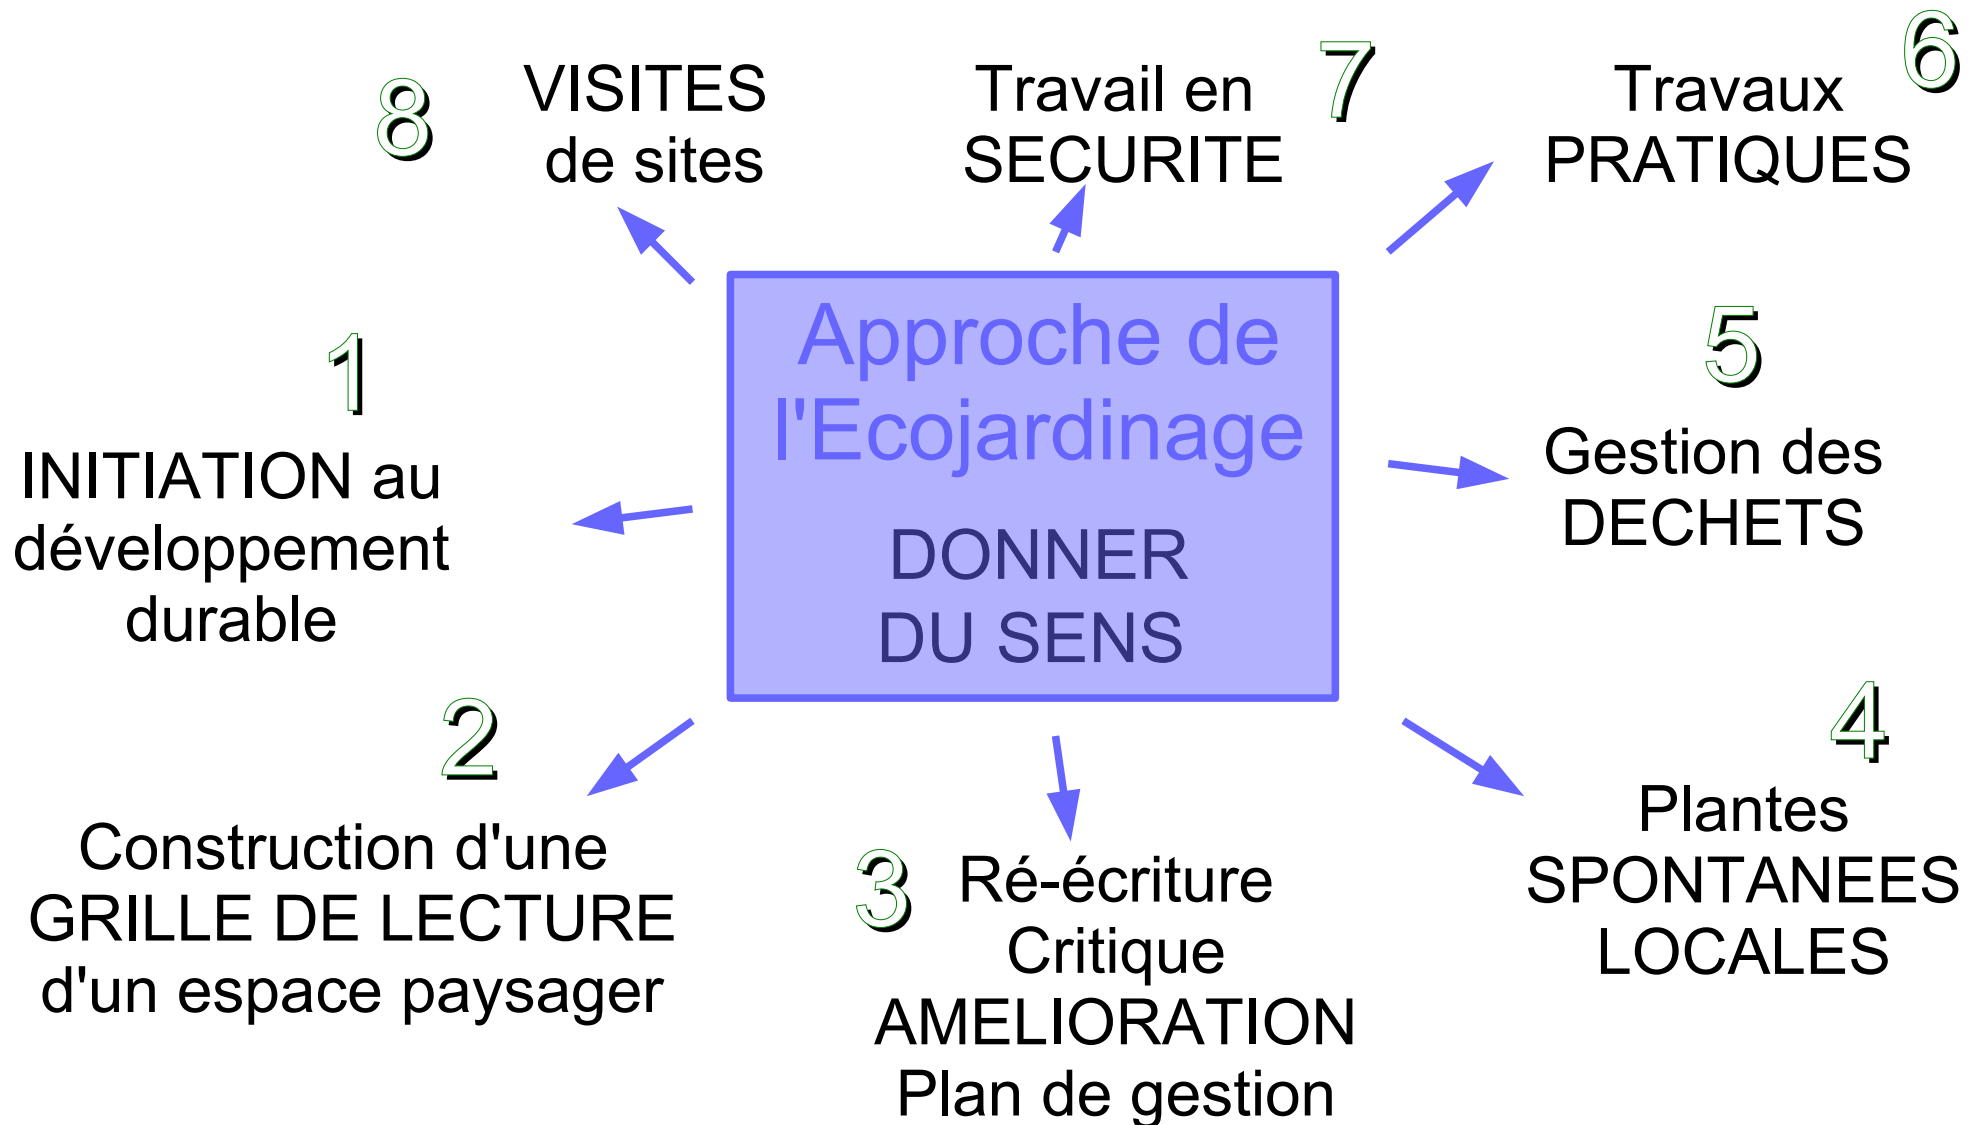 8
VISITES
de sites
Travail en
SECURITE
7
Travaux
PRATIQUES
6
1
INITIATION au
développement
durable
Approche de
l'Ecojardinage
DONNER
DU SENS
5
Gestion des
DECHETS
2
Construction d'une
GRILLE DE LECTURE
d'un espace paysager
3
Ré-écriture
Critique
AMELIORATION
Plan de gestion
4
Plantes
SPONTANEES
LOCALES